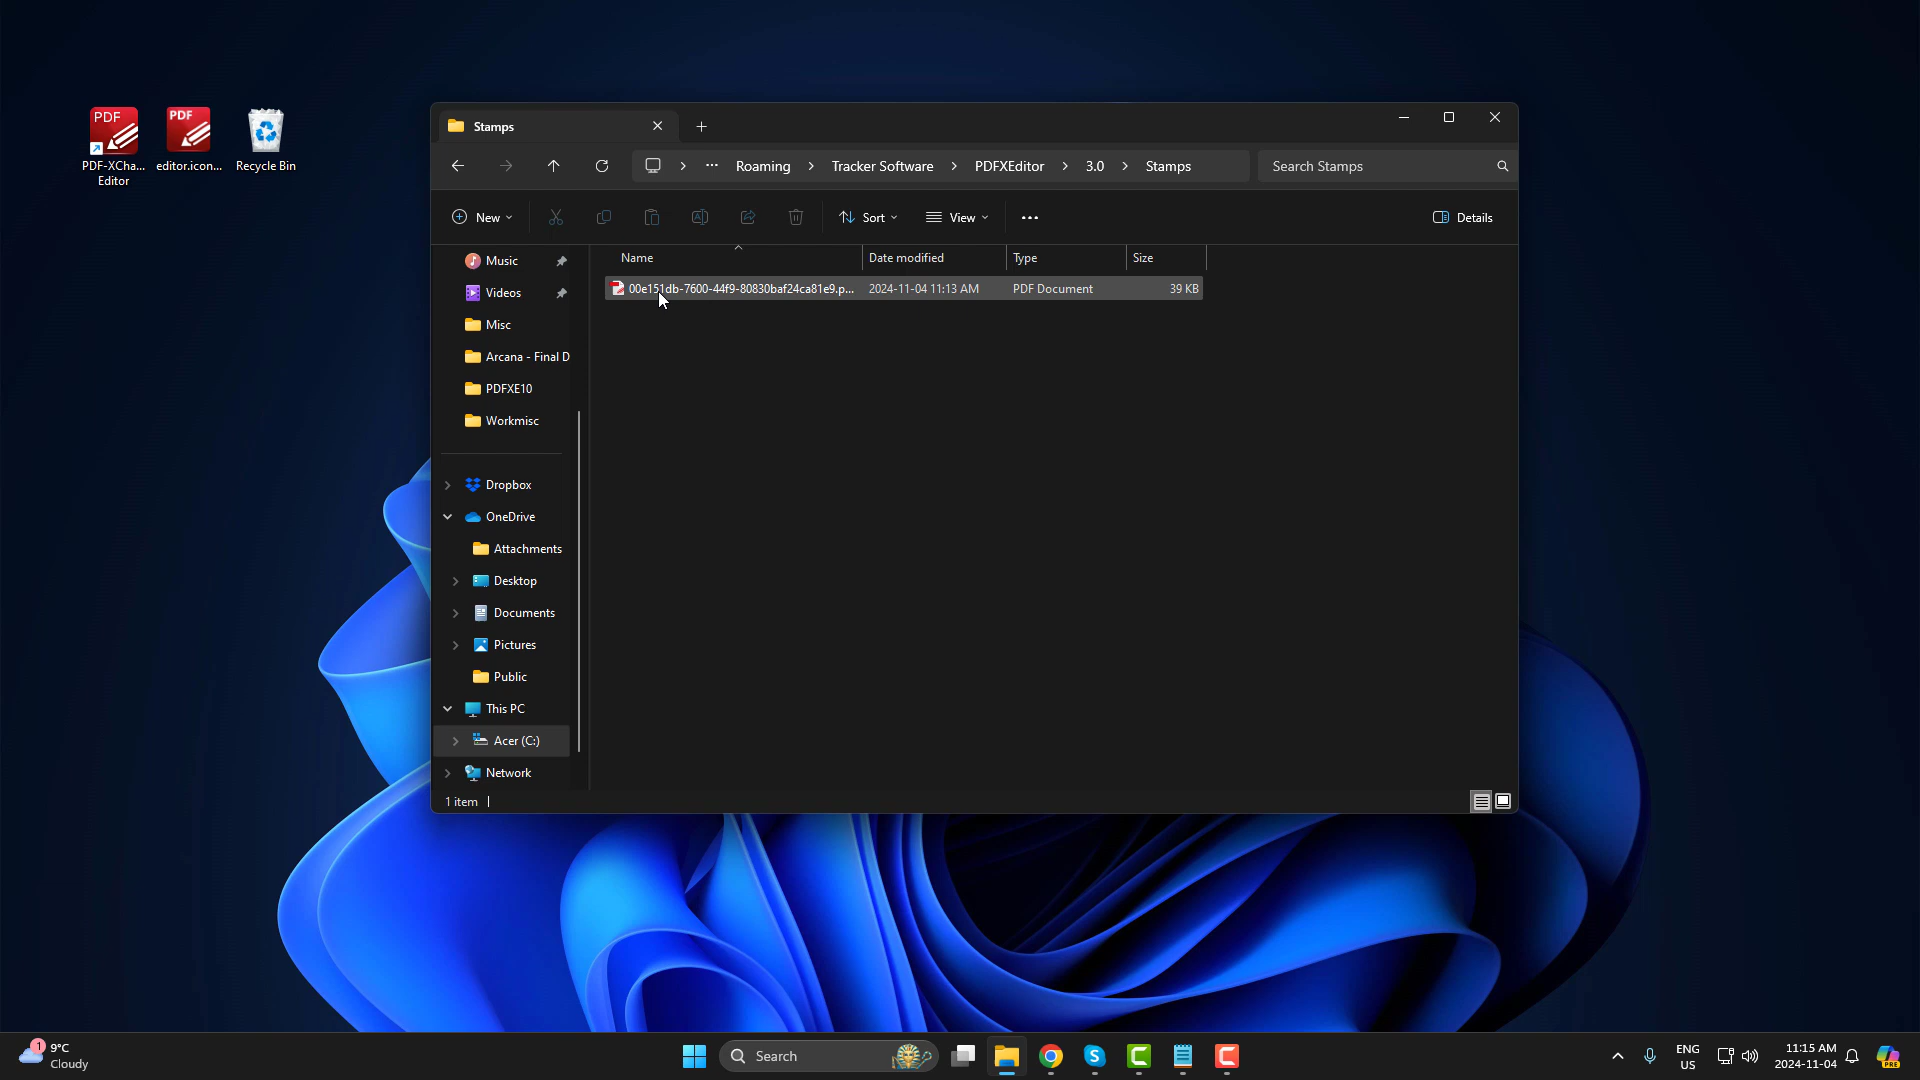 PDF
PDF
PDF-XCha...
Editor
editor.icon...
Recycle Bin
Stamps
...
Roaming
Tracker Software
PDFXEditor
3.0
Stamps
Search Stamps
New
Sort
View
Details
Music
Videos
Misc
Arcana - Final D
PDFXE10
Workmisc
Dropbox
OneDrive
Attachments
Desktop
Documents
Pictures
Public
This PC
Acer (C:)
Network
Name
Date modified
Type
Size
00e151db-7600-44f9-80830baf24ca81e9.p...
2024-11-04 11:13 AM
PDF Document
39 KB
1 item
1
9°C
Cloudy
Search
ENG
US
11:15 AM
2024-11-04
PRE